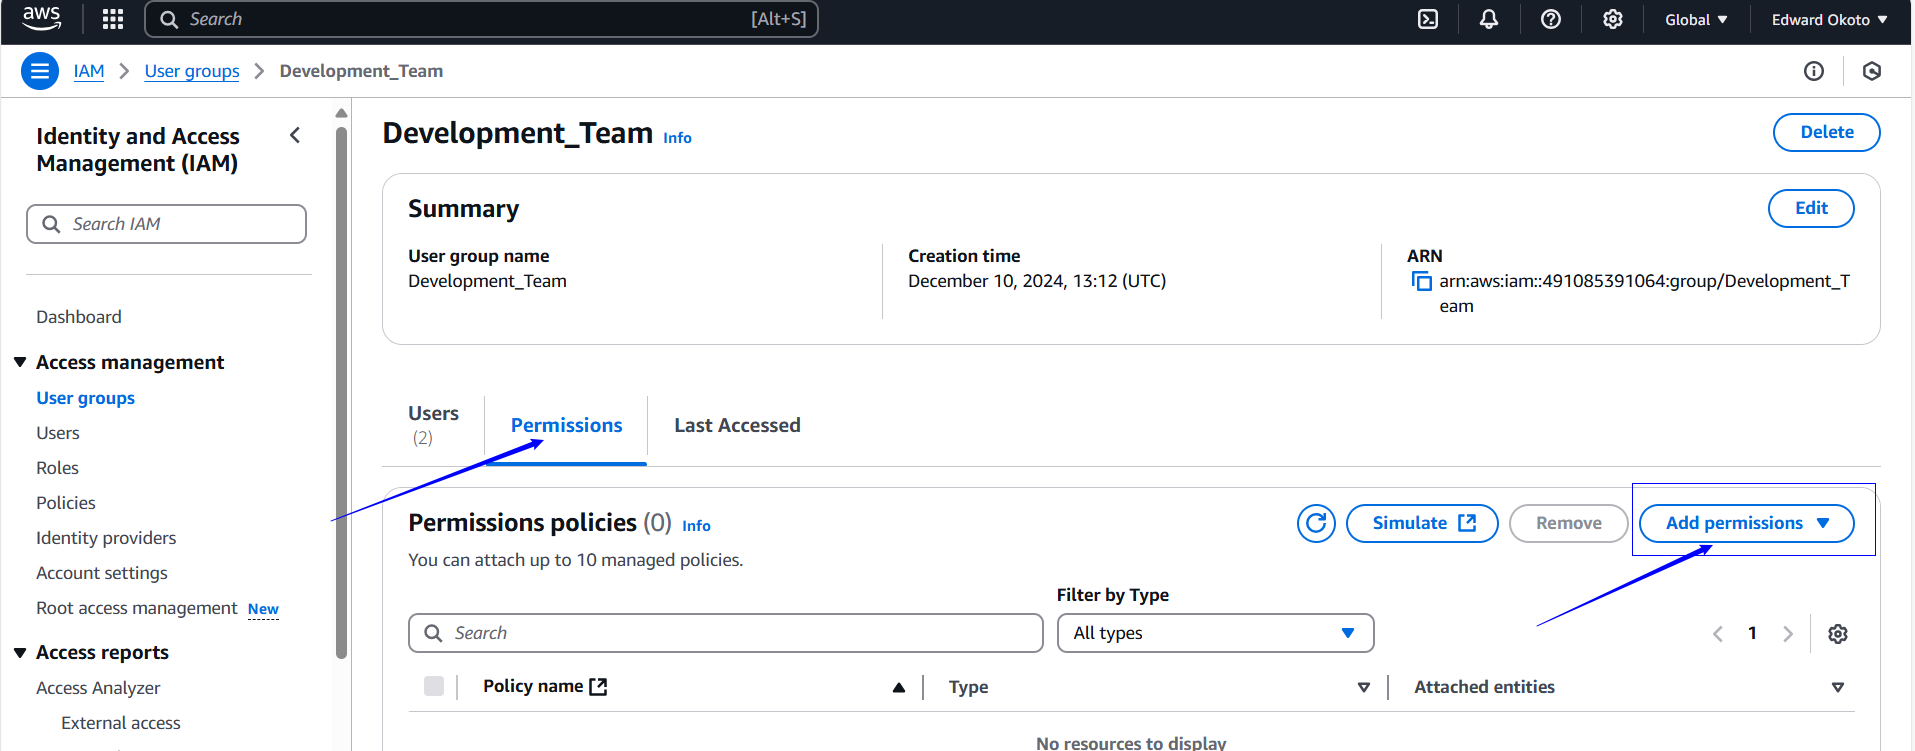 aws
Search
[Alt+S]
Global
Edward Okoto
IAM
User groups
Development_Team
Identity and Access
Management (IAM)
Search IAM
Dashboard
Access management
User groups
Users
Roles
Policies
Identity providers
Account settings
Root access management New
Access reports
Access Analyzer
External access
Development_Team Info
Delete
Summary
Edit
User group name
Development_Team
Creation time
December 10, 2024, 13:12 (UTC)
ARN
arn:aws:iam::491085391064:group/Development_T
eam
Users
(2)
Permissions
Last Accessed
Permissions policies (0) Info
You can attach up to 10 managed policies.
Simulate
Remove
Add permissions
Filter by Type
Search
All types
1
Policy name
Type
Attached entities
No resources to display